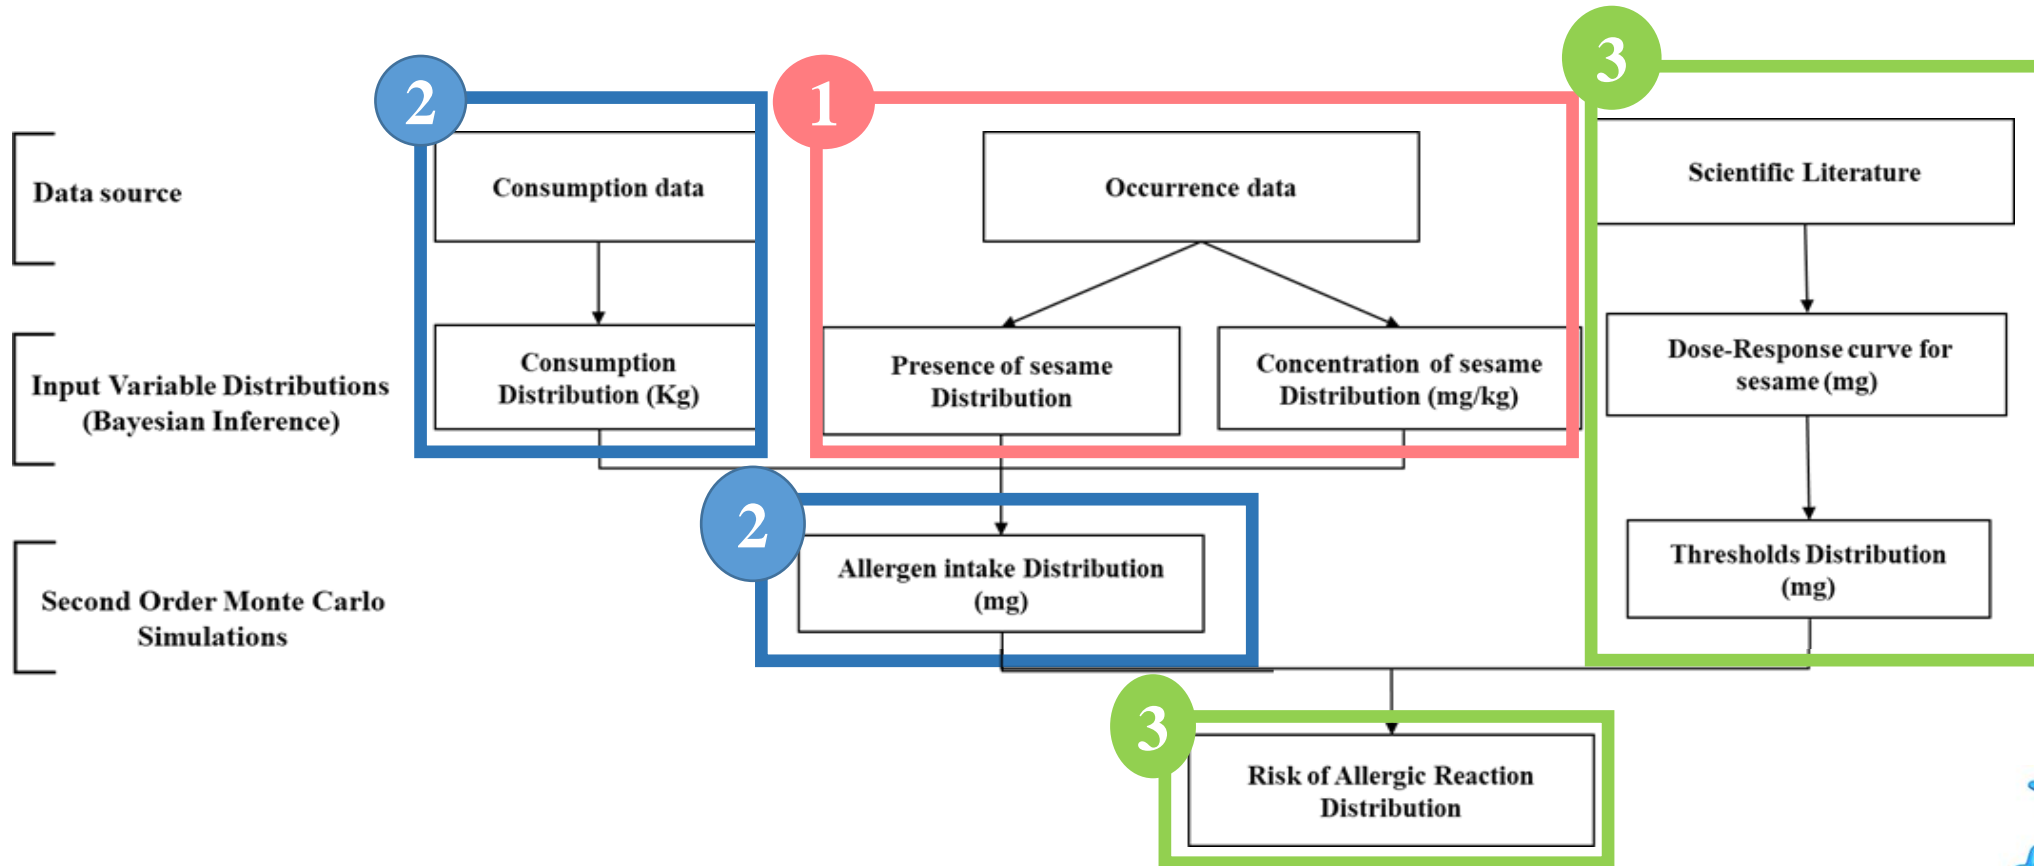 3
2
1
Data source
Consumption data
Occurrence data
Scientific Literature
Input Variable Distributions
(Bayesian Inference)
Consumption
Distribution (Kg)
Presence of sesame
Distribution
Concentration of sesame
Distribution (mg/kg)
Dose-Response curve for
sesame (mg)
2
Second Order Monte Carlo
Simulations
Allergen intake Distribution
(mg)
Thresholds Distribution
(mg)
3
Risk of Allergic Reaction
Distribution